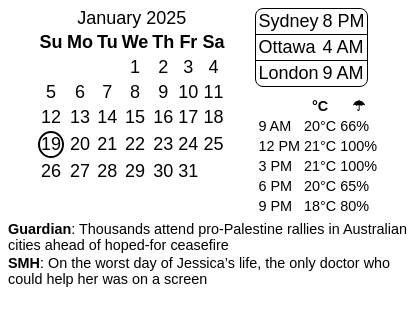 January 2025
Su Mo Tu We Th Fr Sa
1 2 3 4
5 6 7 8 9 10 11
12 13 14 15 16 17 18
19 20 21 22 23 24 25
26 27 28 29 30 31
Sydney 8 PM
Ottawa 4 AM
London 9 AM
°C ☂
9 AM 20°C 66%
12 PM 21°C 100%
3 PM 21°C 100%
6 PM 20°C 65%
9 PM 18°C 80%
Guardian: Thousands attend pro-Palestine rallies in Australian
cities ahead of hoped-for ceasefire
SMH: On the worst day of Jessica’s life, the only doctor who
could help her was on a screen